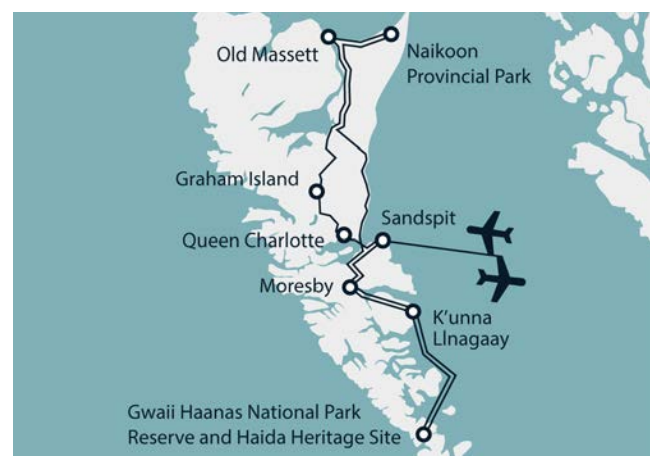 Old Massett
Naikoon
Provincial Park
Graham Island
Sandspit
Queen Charlotte
Moresby
K'unna
Llnagaay
Gwaii Haanas National Park
Reserve and Haida Heritage Site